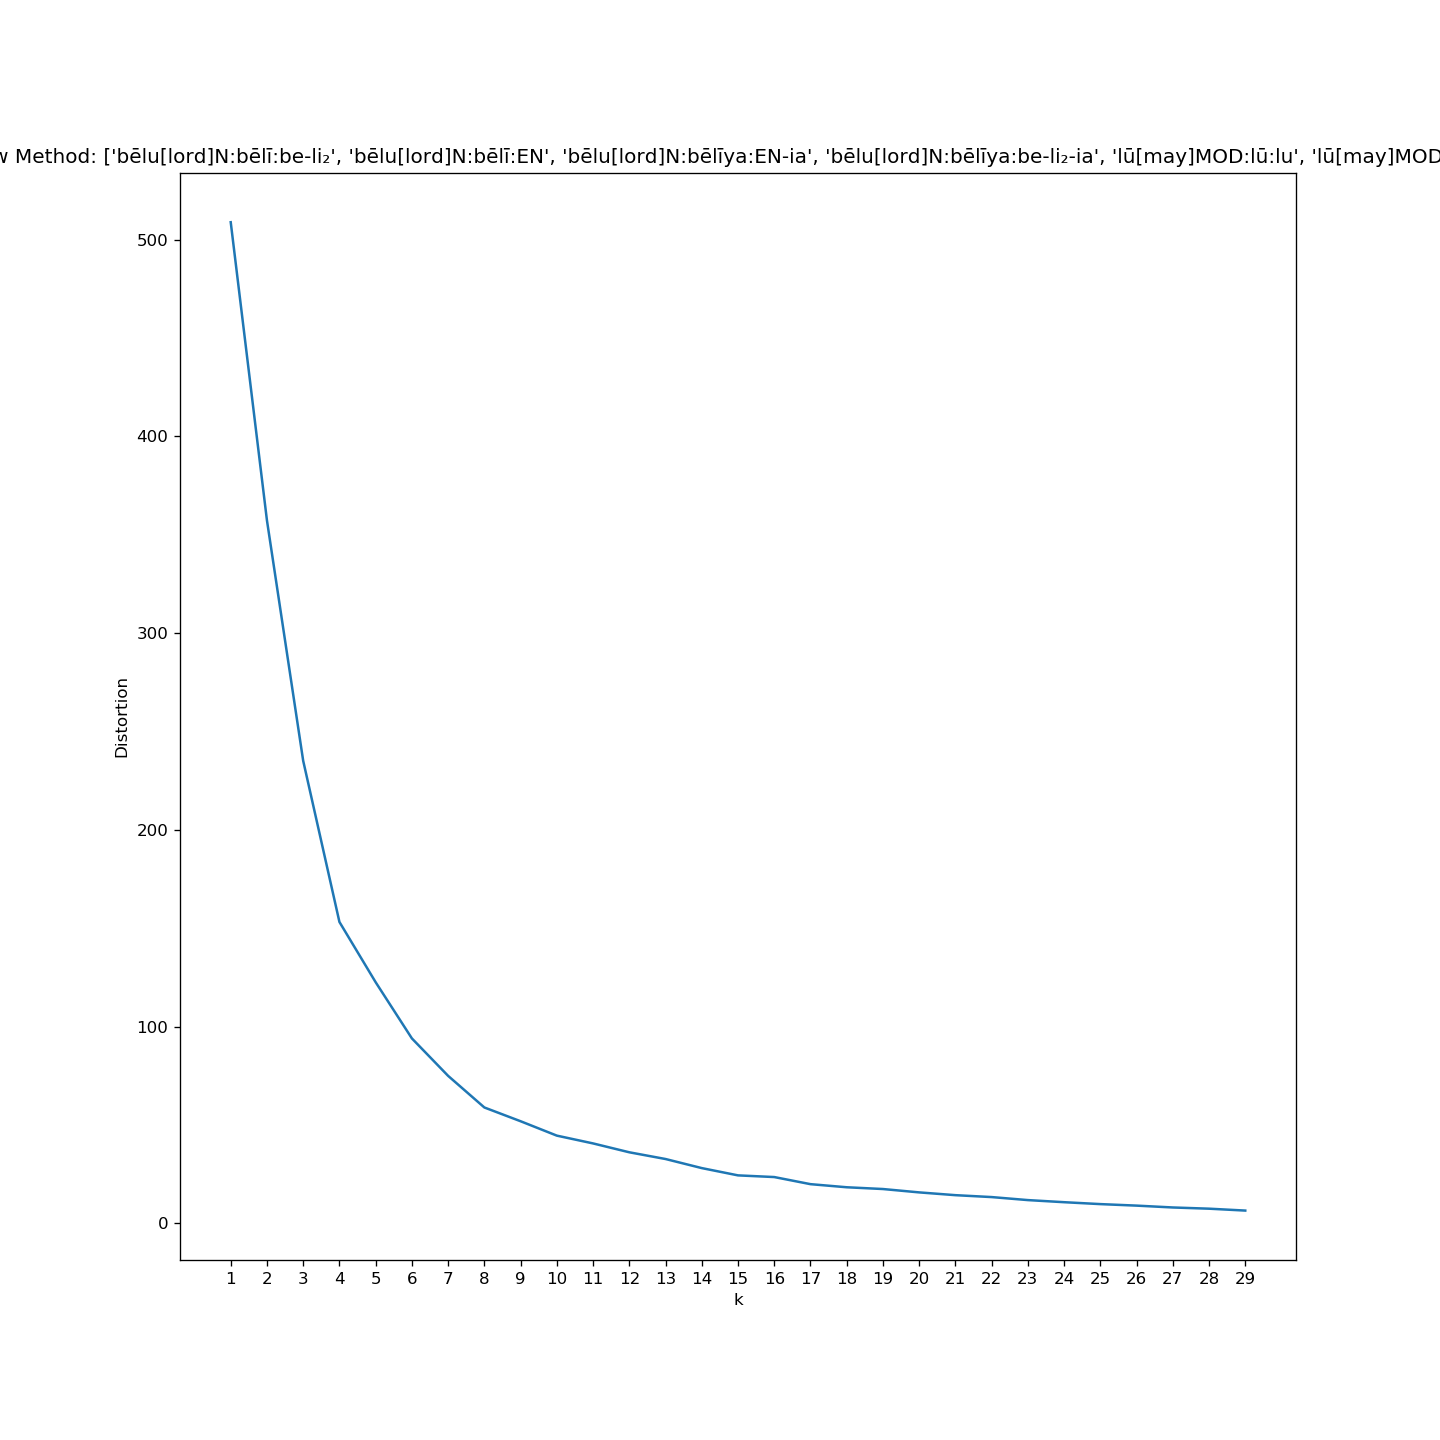 Method: ['bēlu[lord]N:bēlī:be-li₂', 'bēlu[lord]N:bēlī:EN', 'bēlu[lord]N:bēlīya:EN-ia', 'bēlu[lord]N:bēlīya:be-li₂-ia', 'lū[may]MOD:lū:lu', 'lū[may]MOD
500
400
300
200
100
0
Distortion
1 2 3 4 5 6 7 8 9 10 11 12 13 14 15 16 17 18 19 20 21 22 23 24 25 26 27 28 29
k